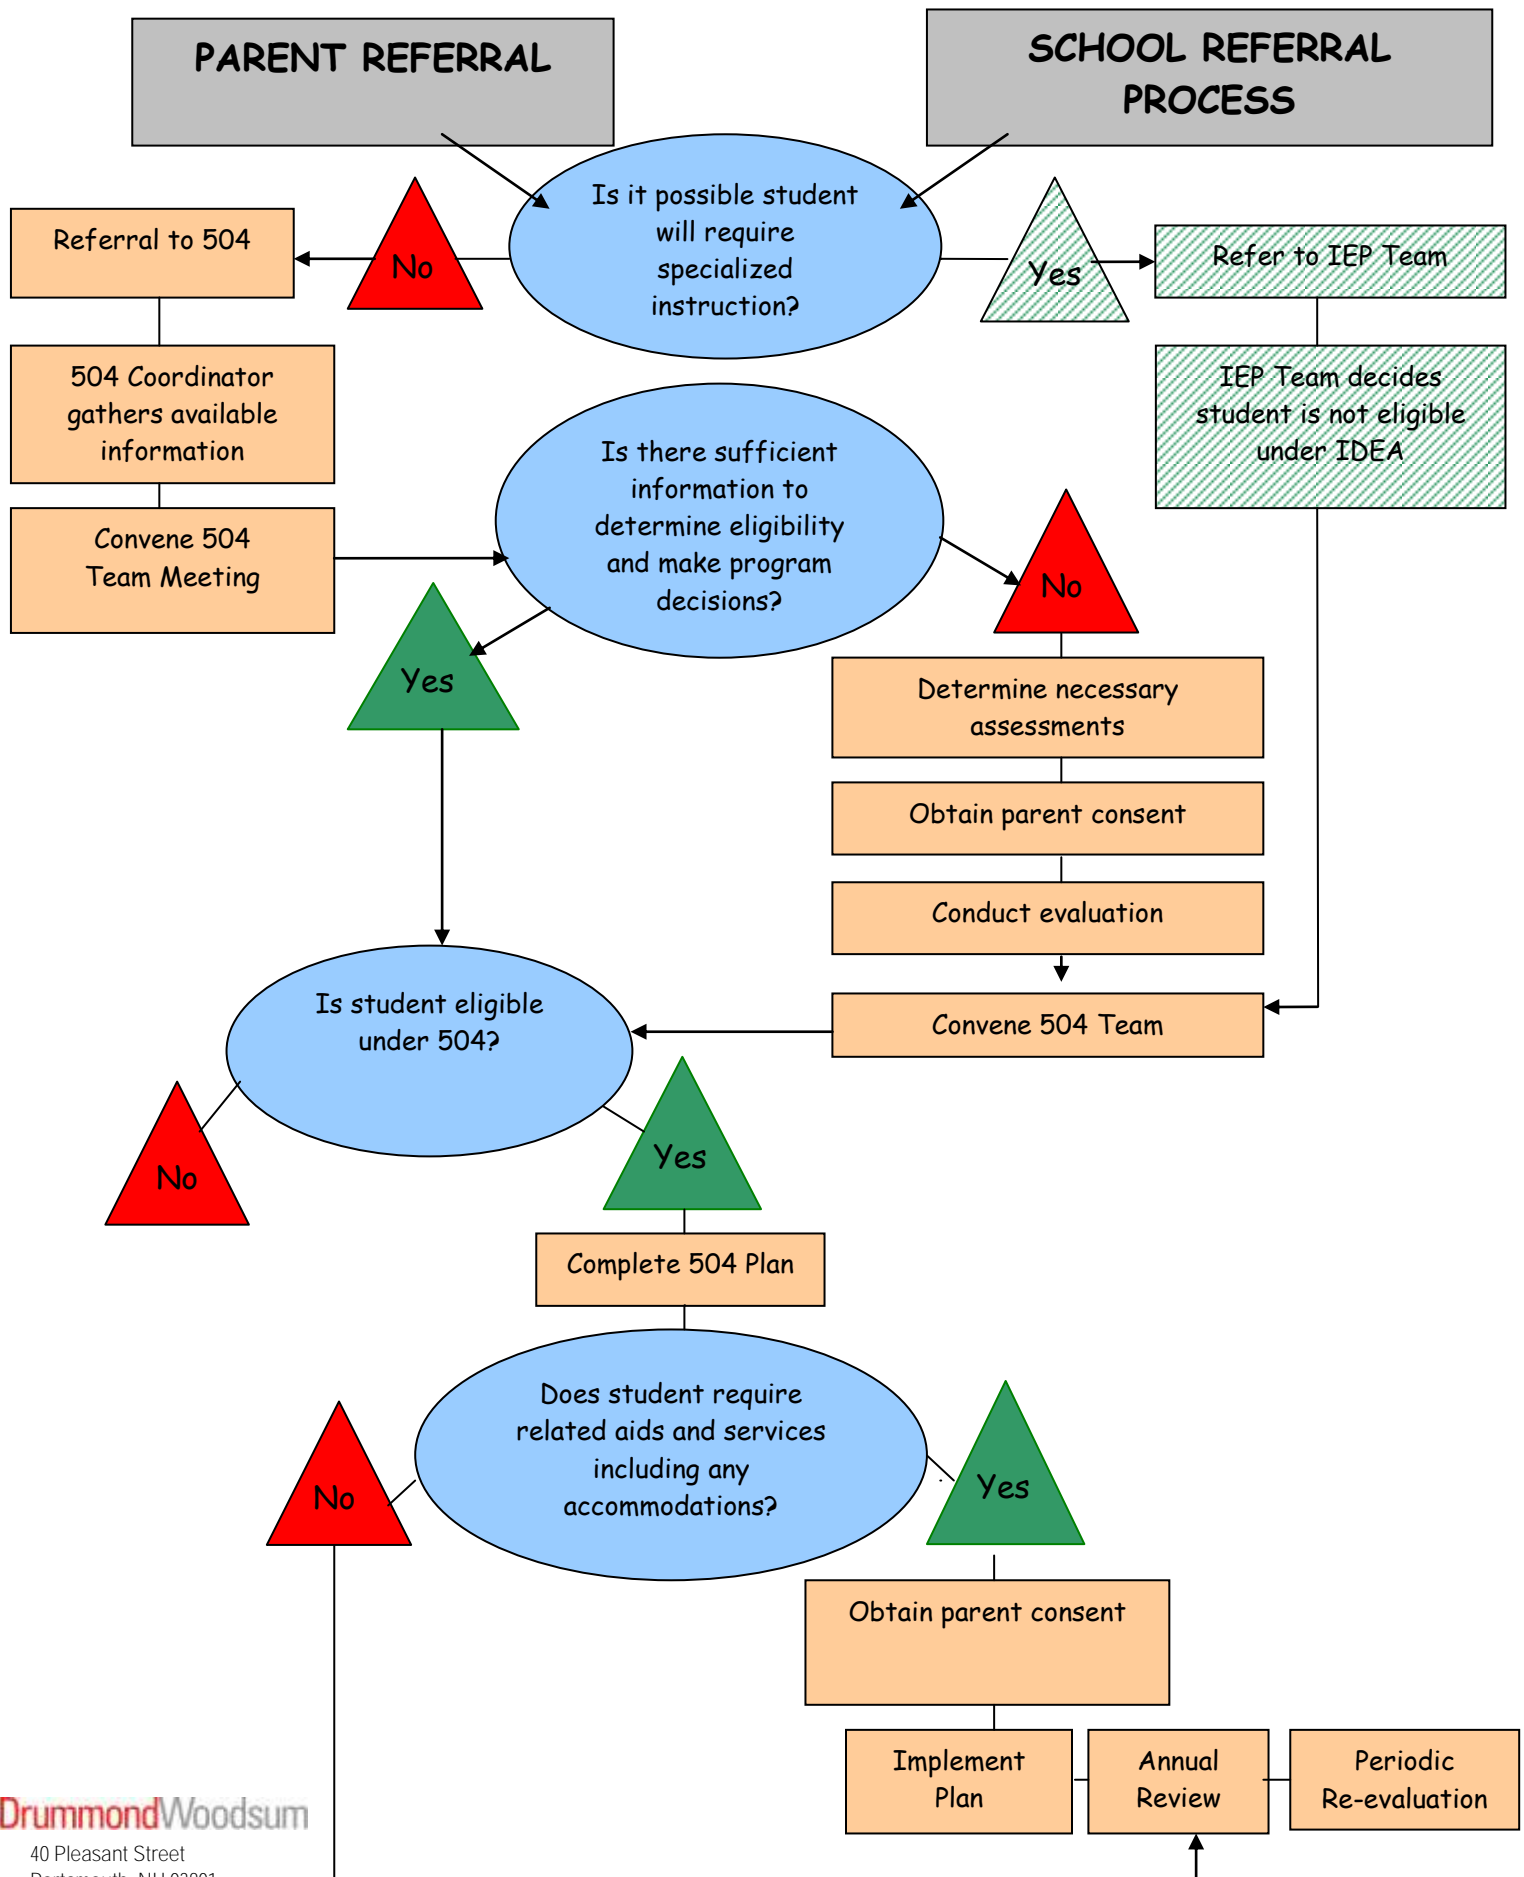 PARENT REFERRAL
SCHOOL REFERRAL
PROCESS
Is it possible student
will require
specialized
instruction?
No
Yes
Referral to 504
Refer to IEP Team
504 Coordinator
gathers available
information
IEP Team decides
student is not eligible
under IDEA
Is there sufficient
information to
determine eligibility
and make program
decisions?
Convene 504
Team Meeting
No
Yes
Determine necessary
assessments
Obtain parent consent
Conduct evaluation
Convene 504 Team
Is student eligible
under 504?
No
Yes
Complete 504 Plan
Does student require
related aids and services
including any
accommodations?
No
Yes
Obtain parent consent
Implement
Plan
Annual
Review
Periodic
Re-evaluation
DrummondWoodsum
40 Pleasant Street